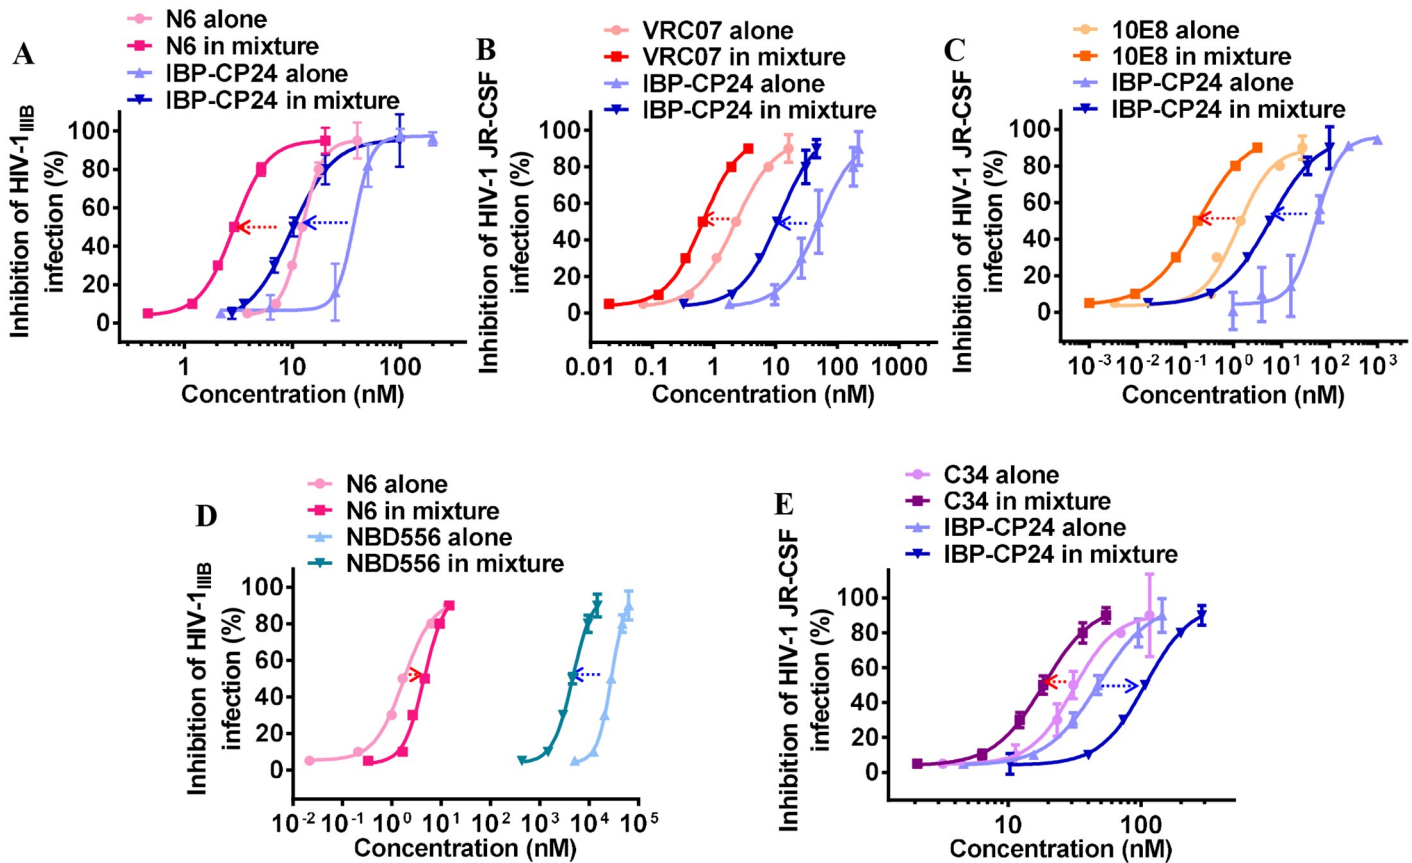 A
N6 alone
N6 in mixture
IBP-CP24 alone
IBP-CP24 in mixture
Inhibition of HIV-1IIIB
infection (%)
100
80
60
40
20
0
1 10 100
Concentration (nM)
B
VRC07 alone
VRC07 in mixture
IBP-CP24 alone
IBP-CP24 in mixture
Inhibition of HIV-1 JR-CSF
infection (%)
100
80
60
40
20
0
0.01 0.1 1 10 100 1000
Concentration (nM)
C
10E8 alone
10E8 in mixture
IBP-CP24 alone
IBP-CP24 in mixture
Inhibition of HIV-1 JR-CSF
infection (%)
100
80
60
40
20
0
10⁻³ 10⁻² 10⁻¹ 10⁰ 10¹ 10² 10³
Concentration (nM)
D
N6 alone
N6 in mixture
NBD556 alone
NBD556 in mixture
Inhibition of HIV-1IIIB
infection (%)
100
80
60
40
20
0
10⁻² 10⁻¹ 10⁰ 10¹ 10² 10³ 10⁴ 10⁵
Concentration (nM)
E
C34 alone
C34 in mixture
IBP-CP24 alone
IBP-CP24 in mixture
Inhibition of HIV-1 JR-CSF
infection (%)
100
80
60
40
20
0
10 100
Concentration (nM)